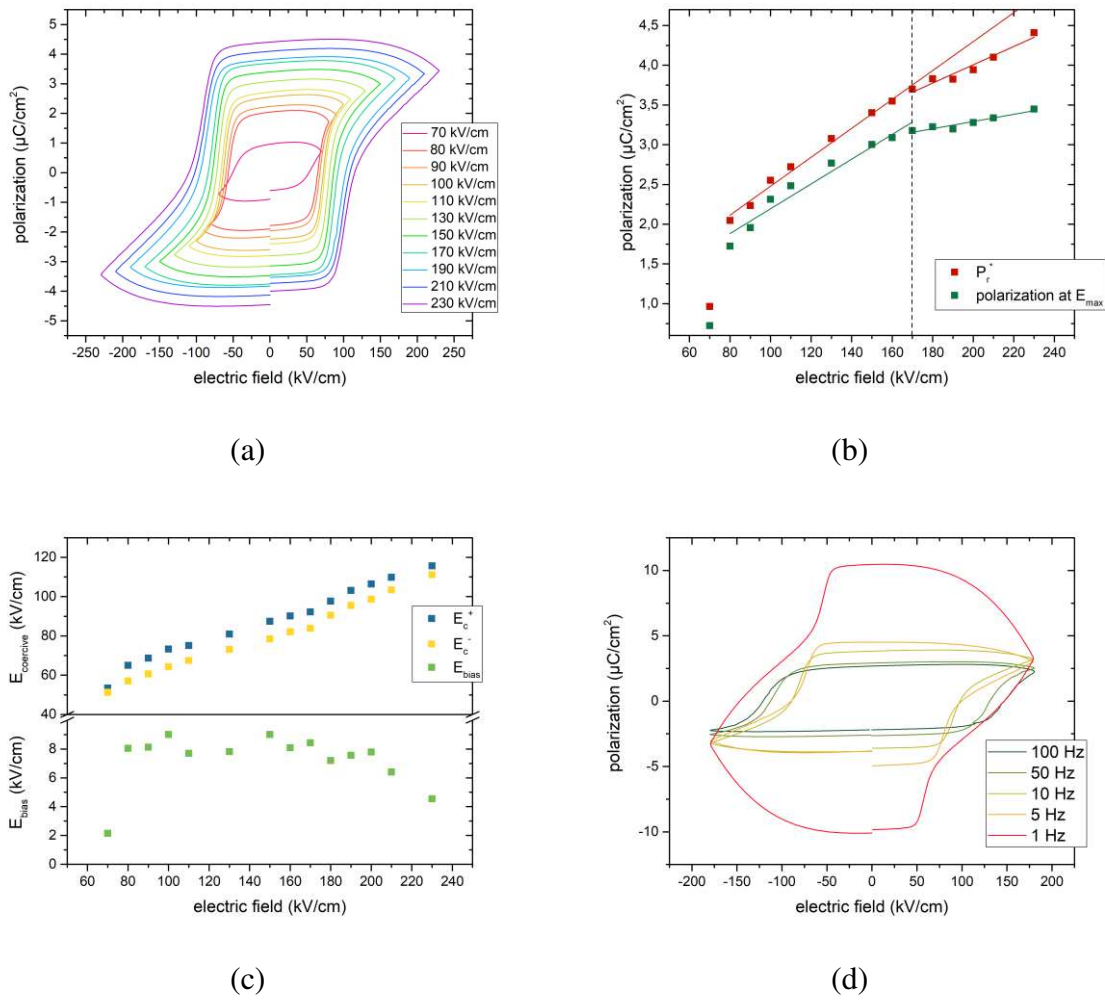 5
4
3
2
1
0
-1
-2
-3
-4
-5
polarization (µC/cm²)
70 kV/cm
80 kV/cm
90 kV/cm
100 kV/cm
110 kV/cm
130 kV/cm
150 kV/cm
170 kV/cm
190 kV/cm
210 kV/cm
230 kV/cm
-250 -200 -150 -100 -50 0 50 100 150 200 250
electric field (kV/cm)
(a)
4,5
4,0
3,5
3,0
2,5
2,0
1,5
1,0
polarization (µC/cm²)
P_r^*
polarization at E_max
60 80 100 120 140 160 180 200 220 240
electric field (kV/cm)
(b)
120
100
80
60
40
E_coercive (kV/cm)
E_c^+
E_c^-
E_bias
8
6
4
2
0
E_bias (kV/cm)
60 80 100 120 140 160 180 200 220 240
electric field (kV/cm)
(c)
10
5
0
-5
-10
polarization (µC/cm²)
100 Hz
50 Hz
10 Hz
5 Hz
1 Hz
-200 -150 -100 -50 0 50 100 150 200
electric field (kV/cm)
(d)